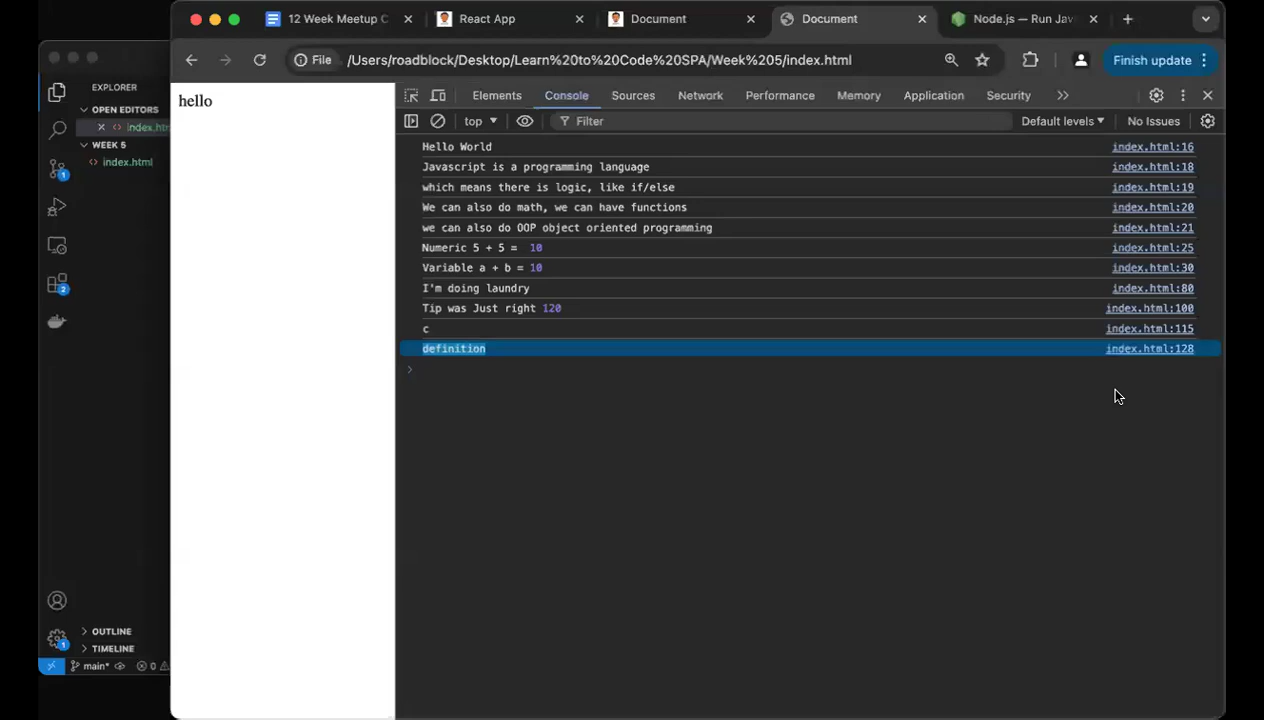 12 Week Meetup C
React App
Document
Document
Node.js — Run Jav
File
/Users/roadblock/Desktop/Learn%20to%20Code%20SPA/Week%205/index.html
Finish update
EXPLORER
OPEN EDITORS
index.htm
WEEK 5
index.html
1
2
OUTLINE
TIMELINE
1
main*
0
hello
Elements
Console
Sources
Network
Performance
Memory
Application
Security
top
Filter
Default levels
No Issues
Hello World index.html:16
Javascript is a programming language index.html:18
which means there is logic, like if/else index.html:19
We can also do math, we can have functions index.html:20
we can also do OOP object oriented programming index.html:21
Numeric 5 + 5 =  10 index.html:25
Variable a + b = 10 index.html:30
I'm doing laundry index.html:80
Tip was Just right 120 index.html:100
c index.html:115
definition index.html:128